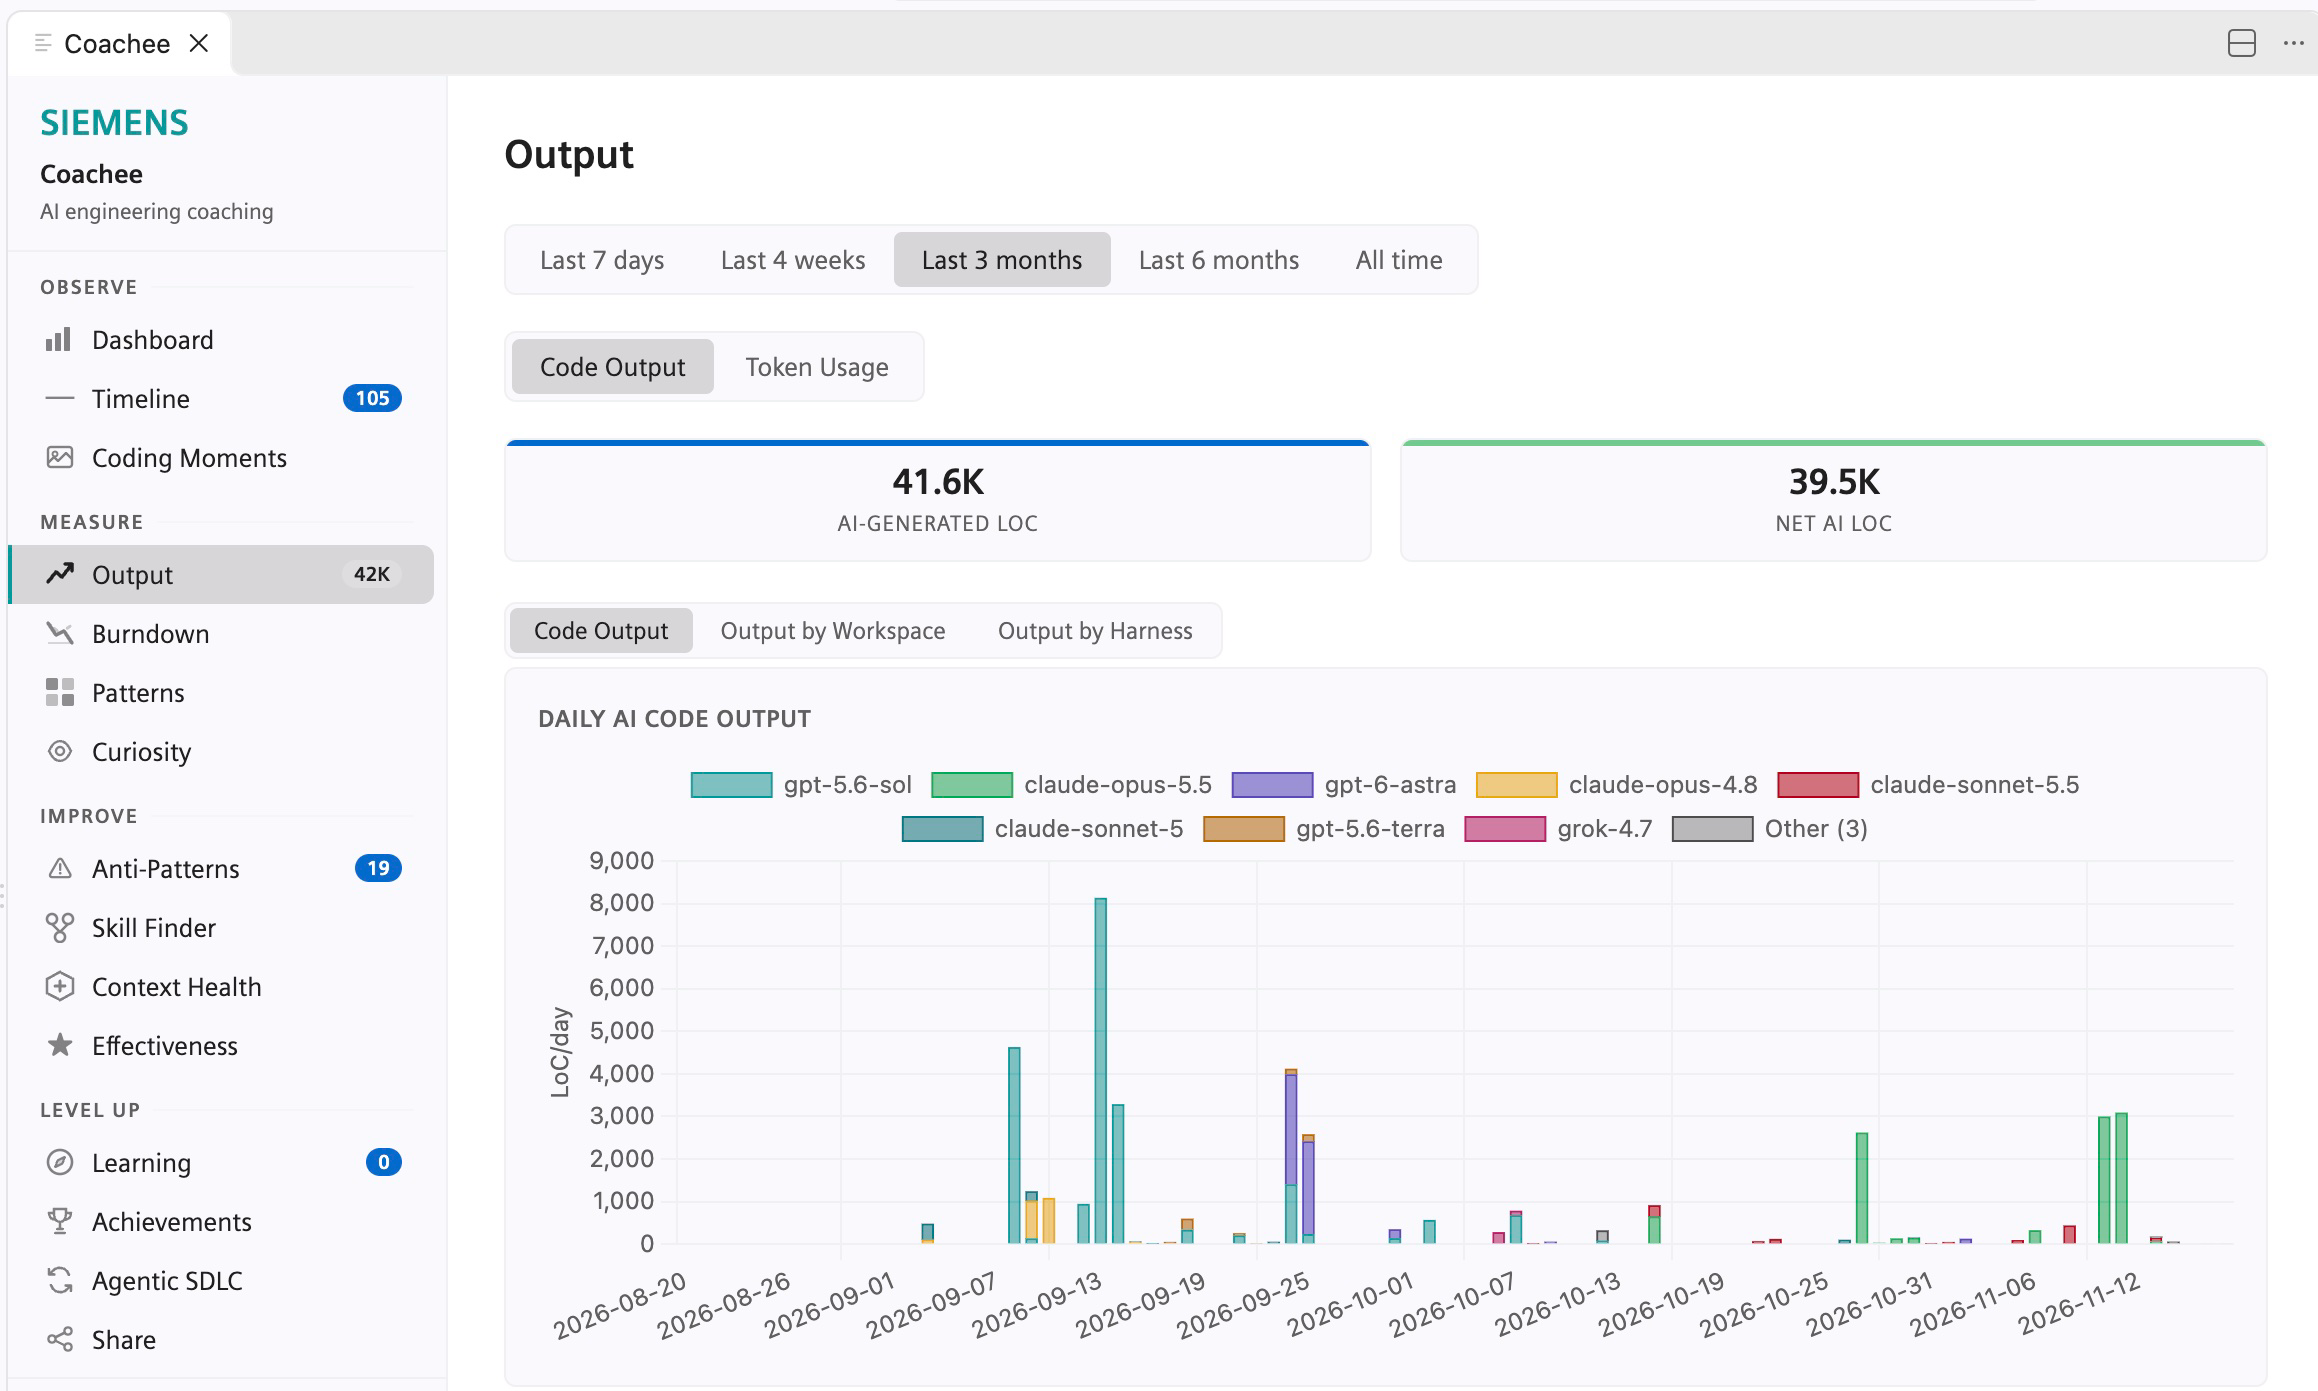 Coachee
SIEMENS
Coachee
AI engineering coaching
OBSERVE
Dashboard
Timeline 105
Coding Moments
MEASURE
Output 42K
Burndown
Patterns
Curiosity
IMPROVE
Anti-Patterns 19
Skill Finder
Context Health
Effectiveness
LEVEL UP
Learning 0
Achievements
Agentic SDLC
Share
Output
Last 7 days Last 4 weeks Last 3 months Last 6 months All time
Code Output Token Usage
41.6K
AI-GENERATED LOC
39.5K
NET AI LOC
Code Output Output by Workspace Output by Harness
DAILY AI CODE OUTPUT
gpt-5.6-sol claude-opus-5.5 gpt-6-astra claude-opus-4.8 claude-sonnet-5.5
claude-sonnet-5 gpt-5.6-terra grok-4.7 Other (3)
LoC/day
9,000
8,000
7,000
6,000
5,000
4,000
3,000
2,000
1,000
0
2026-08-20 2026-08-26 2026-09-01 2026-09-07 2026-09-13 2026-09-19 2026-09-25 2026-10-01 2026-10-07 2026-10-13 2026-10-19 2026-10-25 2026-10-31 2026-11-06 2026-11-12